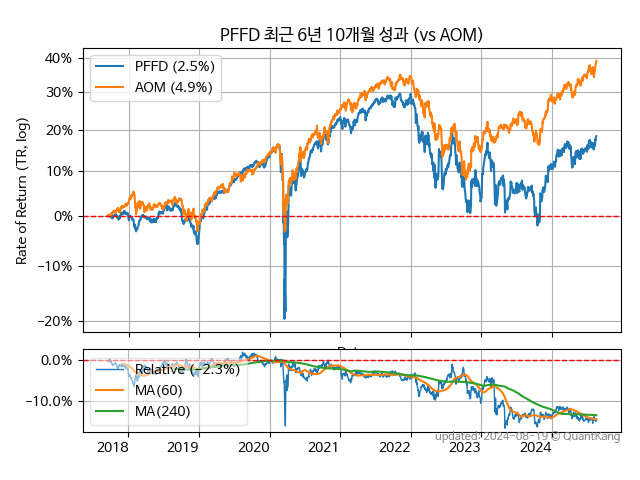 PFFD 최근 6년 10개월 성과 (vs AOM)
40%
30%
20%
10%
0%
−10%
−20%
Rate of Return (TR, log)
PFFD (2.5%)
AOM (4.9%)
0.0%
−10.0%
Relative (−2.3%)
MA(60)
MA(240)
2018
2019
2020
2021
2022
2023
2024
updated: 2024-08-19 © QuantKang